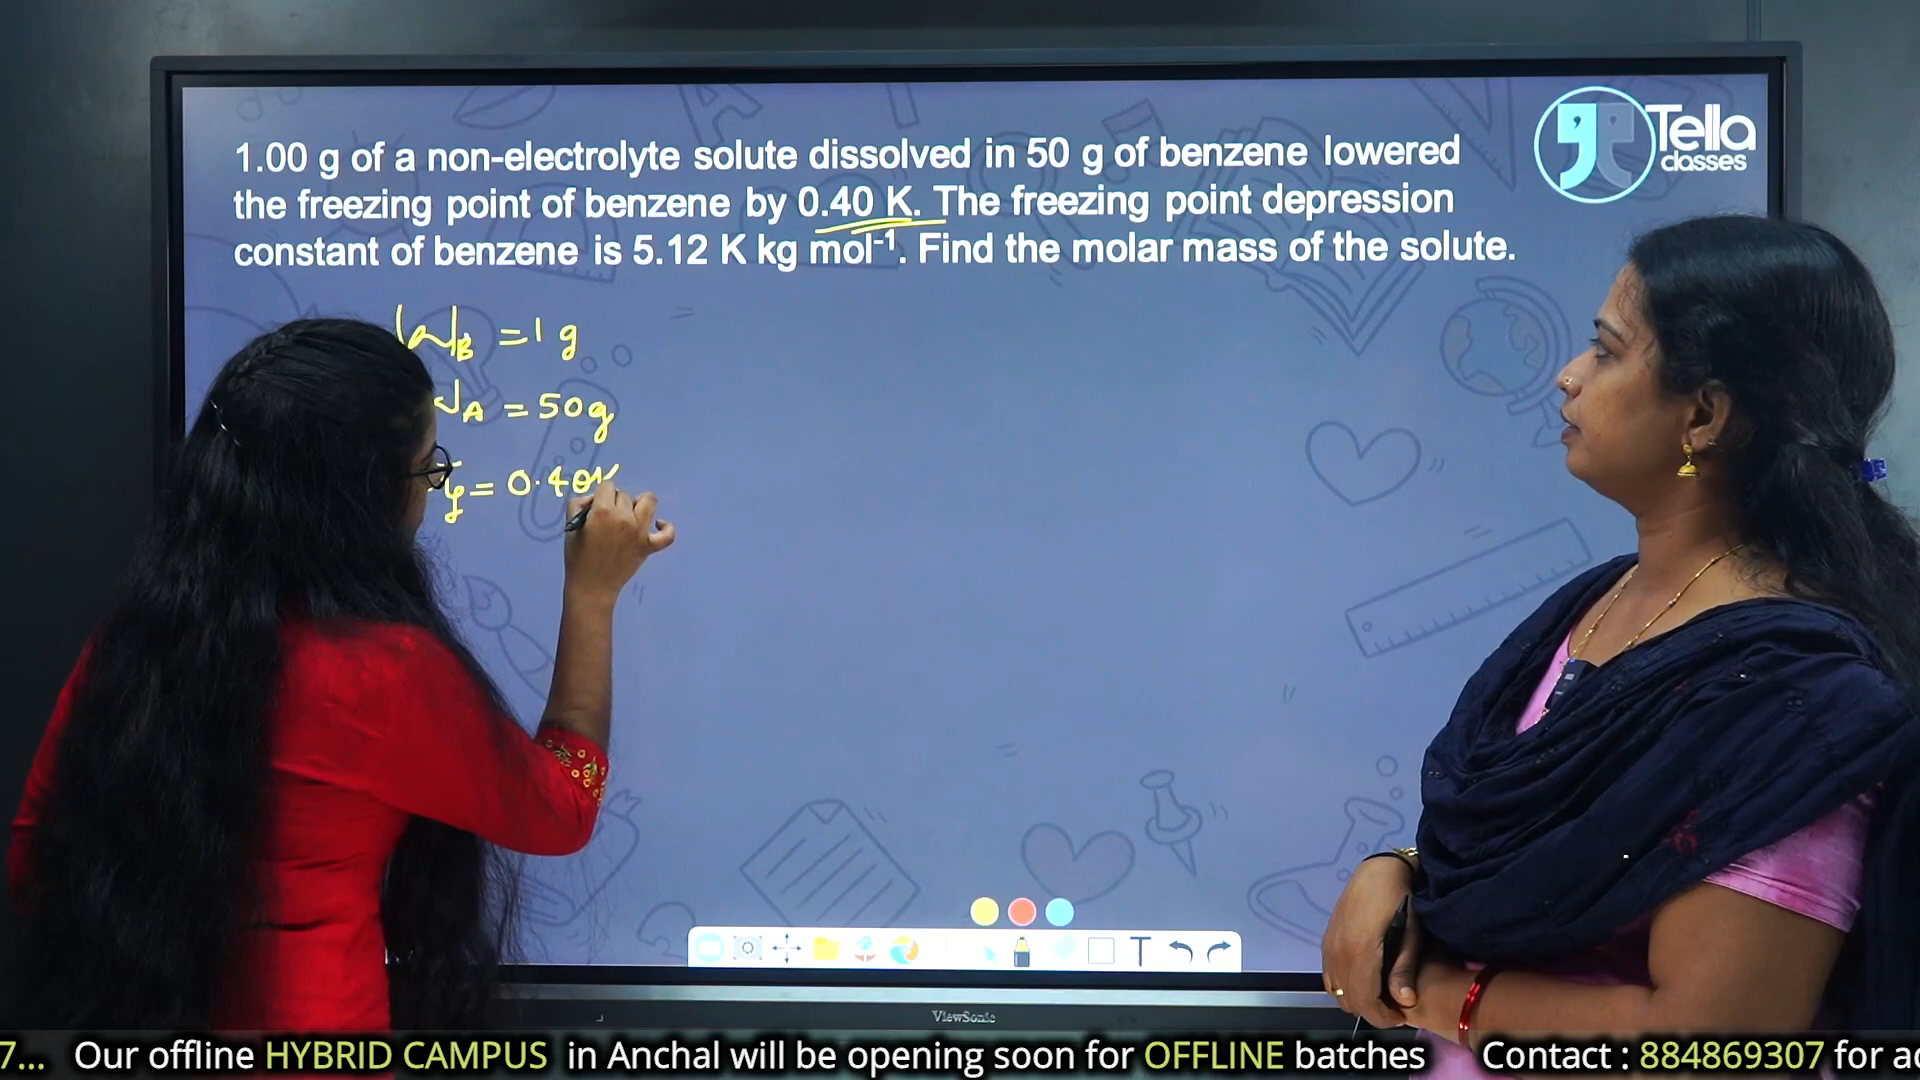 Tella
classes
1.00 g of a non-electrolyte solute dissolved in 50 g of benzene lowered
the freezing point of benzene by 0.40 K. The freezing point depression
constant of benzene is 5.12 K kg mol⁻¹. Find the molar mass of the solute.
B = 1 g
A = 50g
f = 0.40K
T
ViewSonic
7... Our offline HYBRID CAMPUS in Anchal will be opening soon for OFFLINE batches Contact : 884869307 for